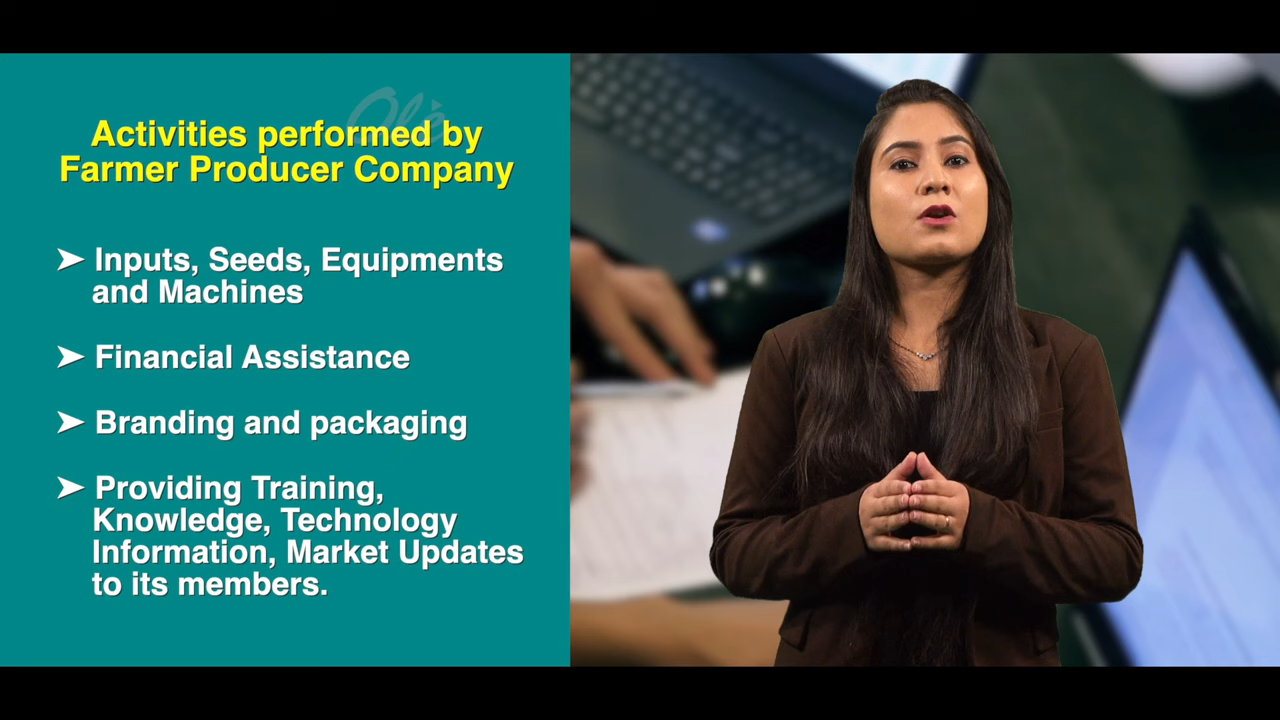 Olé
Activities performed by
Farmer Producer Company
➤ Inputs, Seeds, Equipments
and Machines
➤ Financial Assistance
➤ Branding and packaging
➤ Providing Training,
Knowledge, Technology
Information, Market Updates
to its members.